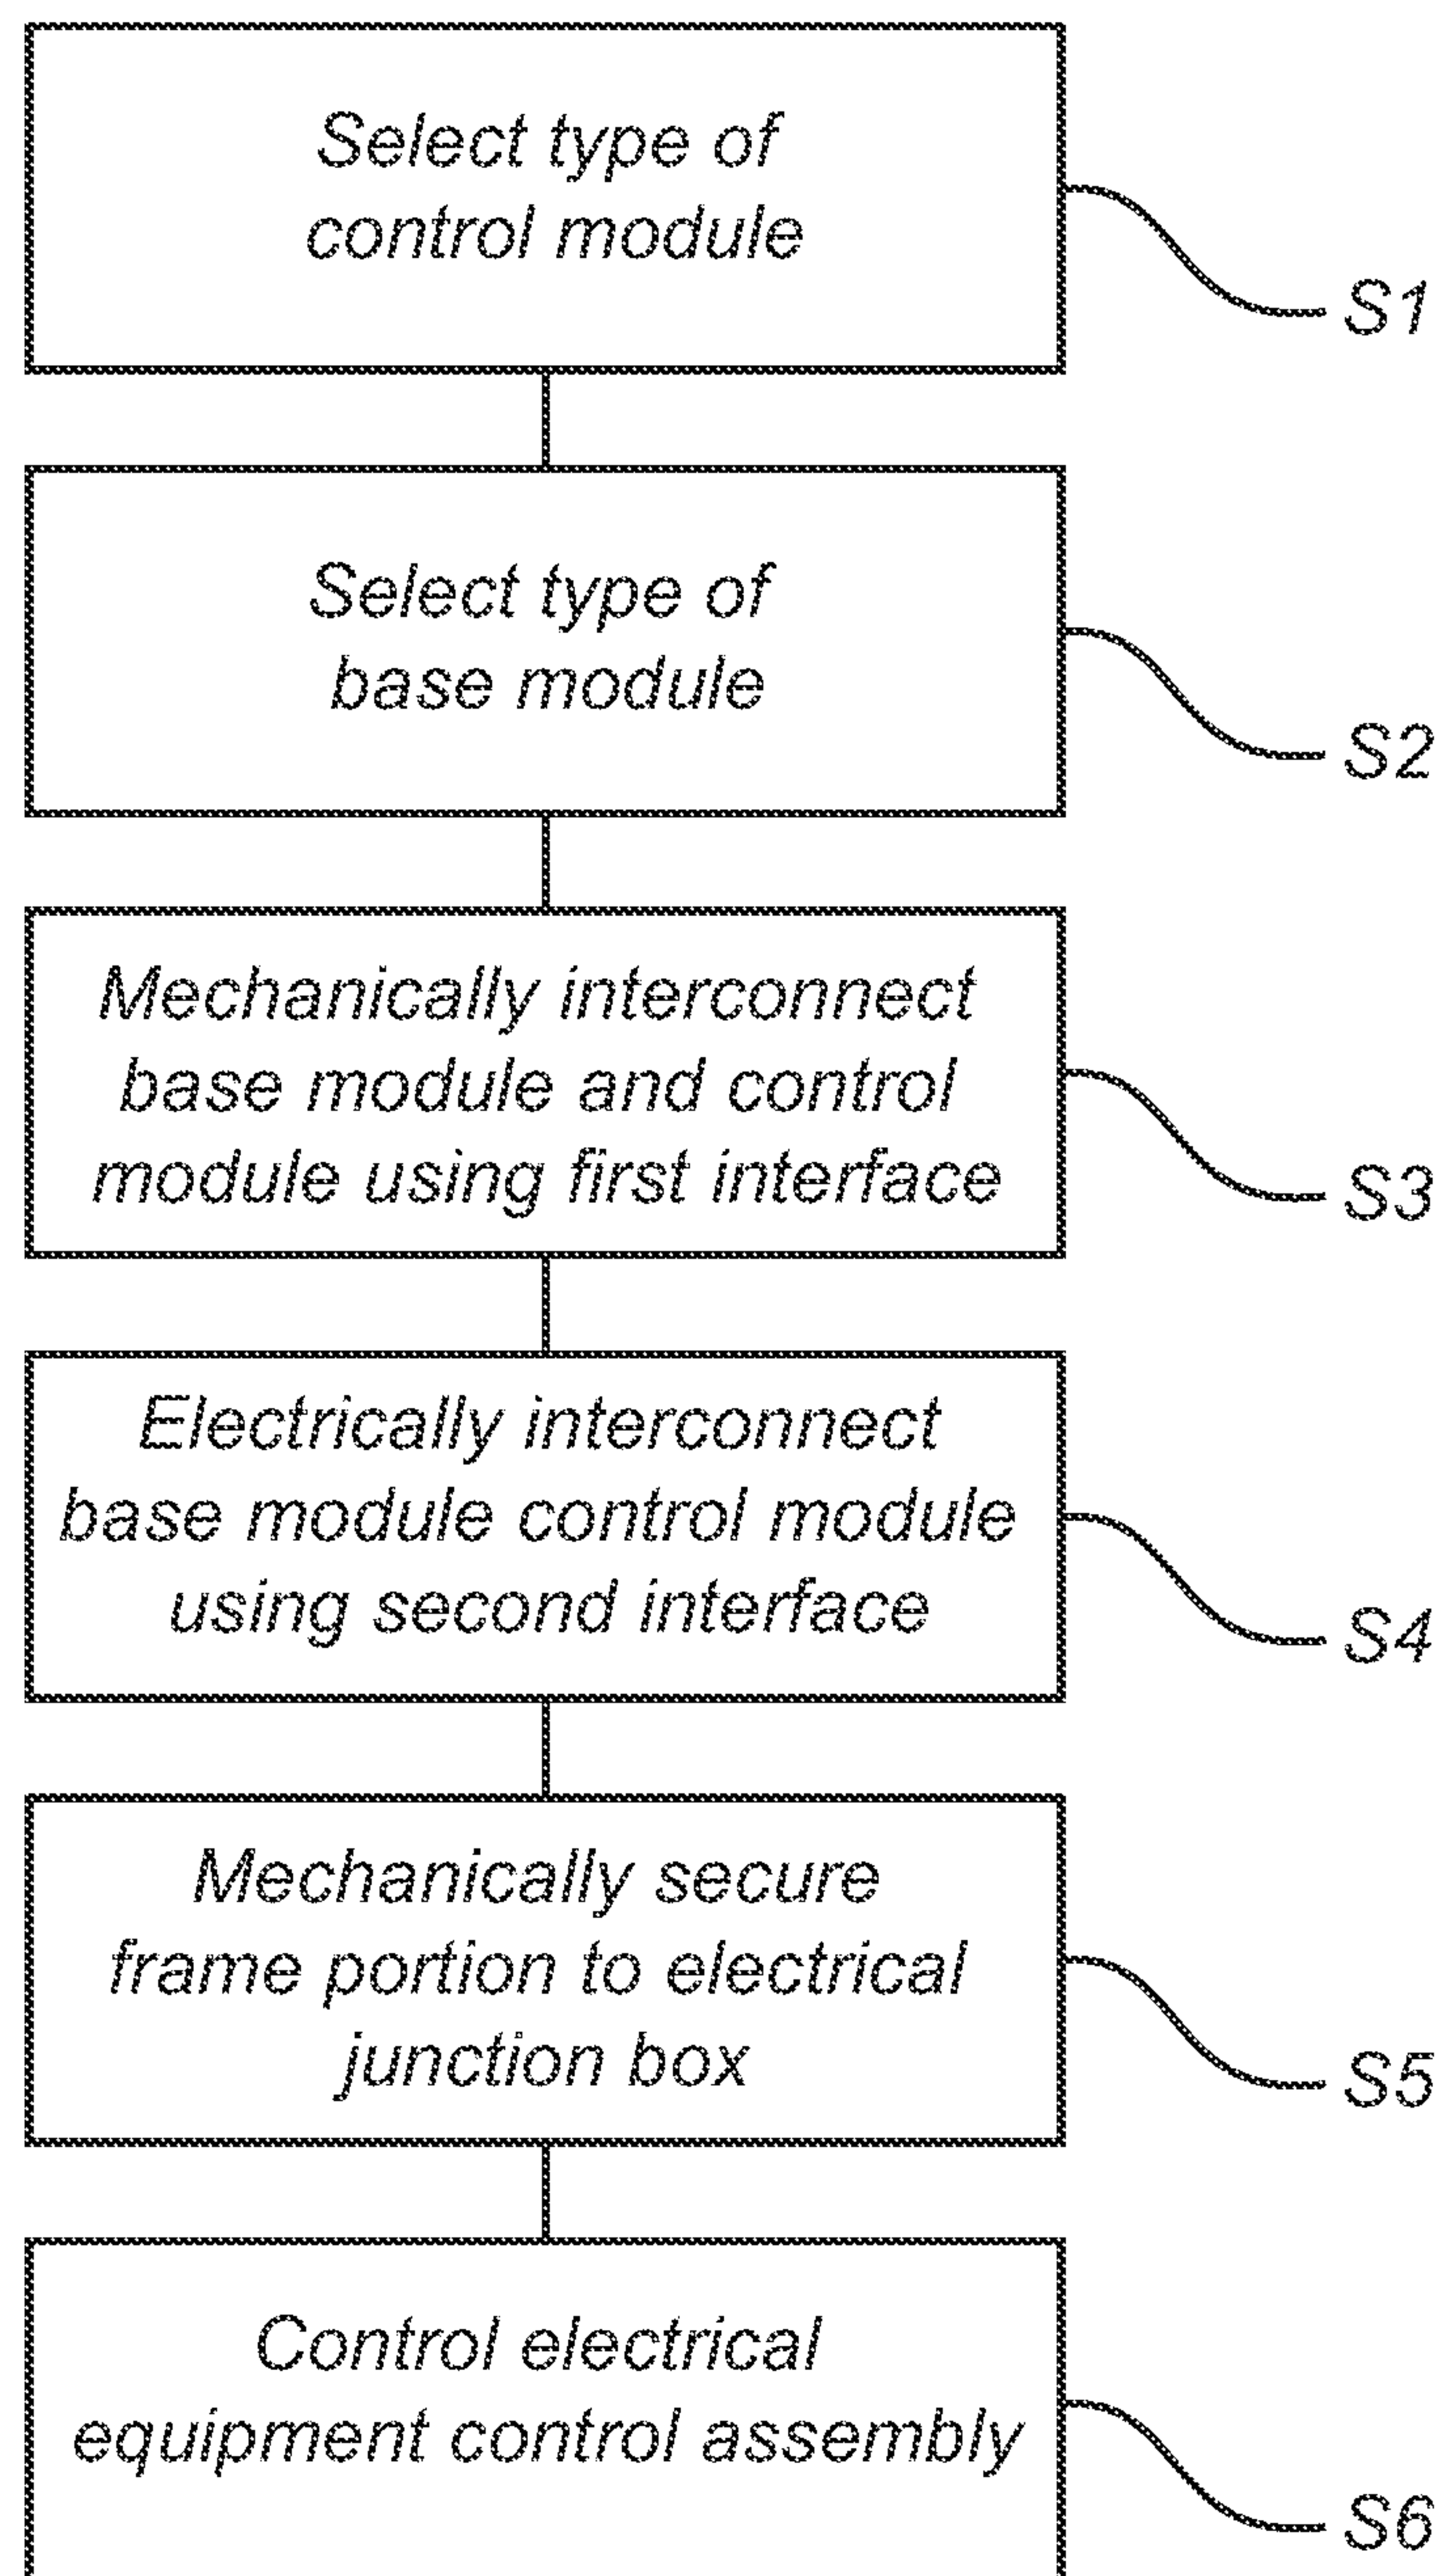 Select type of
control module
S1
Select type of
base module
S2
Mechanically interconnect
base module and control
module using first interface
S3
Electrically interconnect
base module control module
using second interface
S4
Mechanically secure
frame portion to electrical
junction box
S5
Control electrical
equipment control assembly
S6